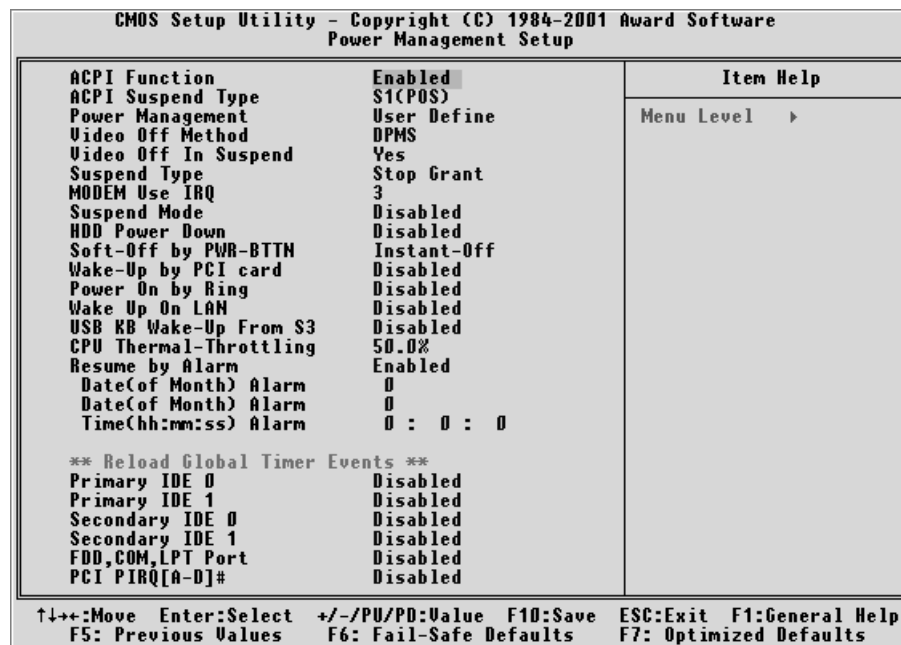 CMOS Setup Utility - Copyright (C) 1984-2001 Award Software
Power Management Setup
ACPI Function Enabled
ACPI Suspend Type S1(POS)
Power Management User Define
Video Off Method DPMS
Video Off In Suspend Yes
Suspend Type Stop Grant
MODEM Use IRQ 3
Suspend Mode Disabled
HDD Power Down Disabled
Soft-Off by PWR-BTTN Instant-Off
Wake-Up by PCI card Disabled
Power On by Ring Disabled
Wake Up On LAN Disabled
USB KB Wake-Up From S3 Disabled
CPU Thermal-Throttling 50.0%
Resume by Alarm Enabled
Date(of Month) Alarm 0
Date(of Month) Alarm 0
Time(hh:mm:ss) Alarm 0 : 0 : 0
** Reload Global Timer Events **
Primary IDE 0 Disabled
Primary IDE 1 Disabled
Secondary IDE 0 Disabled
Secondary IDE 1 Disabled
FDD,COM,LPT Port Disabled
PCI PIRQ[A-D]# Disabled
Item Help
Menu Level ▸
↑↓→←:Move Enter:Select +/-/PU/PD:Value F10:Save ESC:Exit F1:General Help
F5: Previous Values F6: Fail-Safe Defaults F7: Optimized Defaults